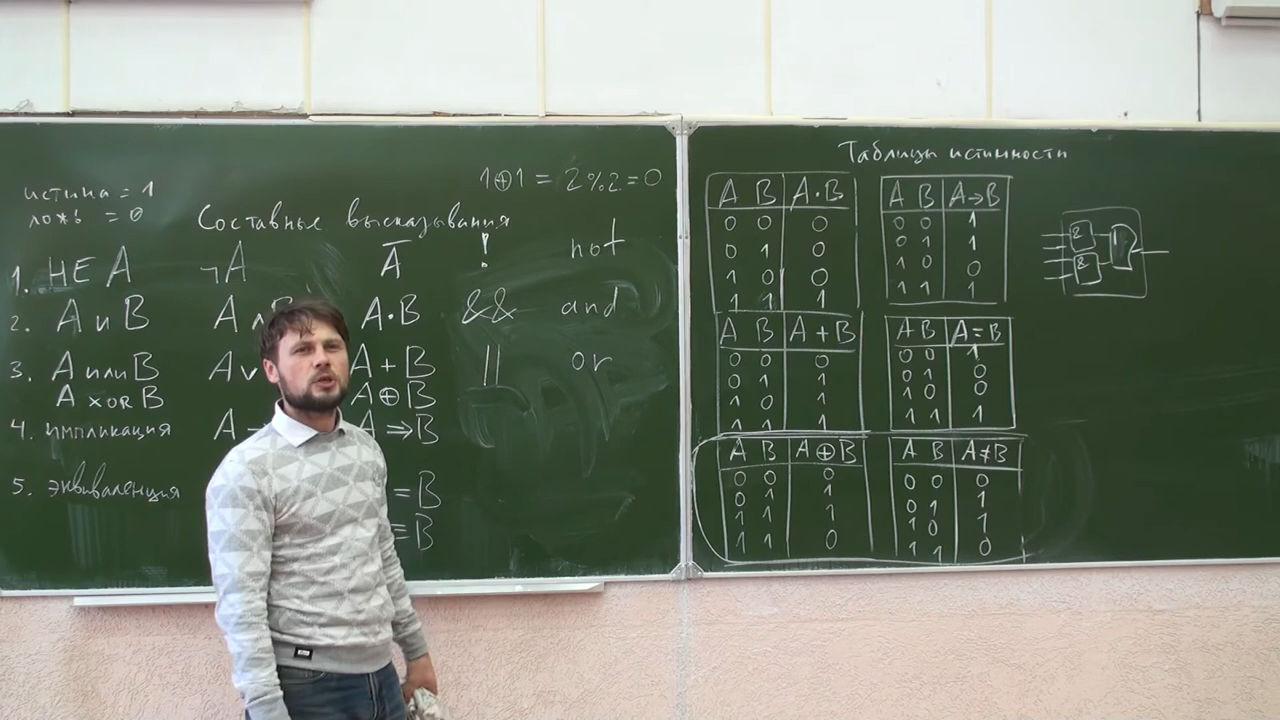 истина = 1
ложь = 0
1⊕1 = 2%2 = 0
Составные высказывания
1. НЕ A ¬A A̅ ! not
2. A и B A ∧ B A·B && and
3. A или B A ∨ A + B || or
A xor B A⊕B
4. импликация A → A ⇒ B
5. эквиваленция = B
≡ B
Таблицы истинности
A B A·B
0 0 0
0 1 0
1 0 0
1 1 1
A B A→B
0 0 1
0 1 1
1 0 0
1 1 1
A B A + B
0 0 0
0 1 1
1 0 1
1 1 1
A B A = B
0 0 1
0 1 0
1 0 0
1 1 1
A B A ⊕ B
0 0 0
0 1 1
1 1 1
1 1 0
A B A ≠ B
0 0 0
0 1 1
1 0 1
1 1 0
&
&
1